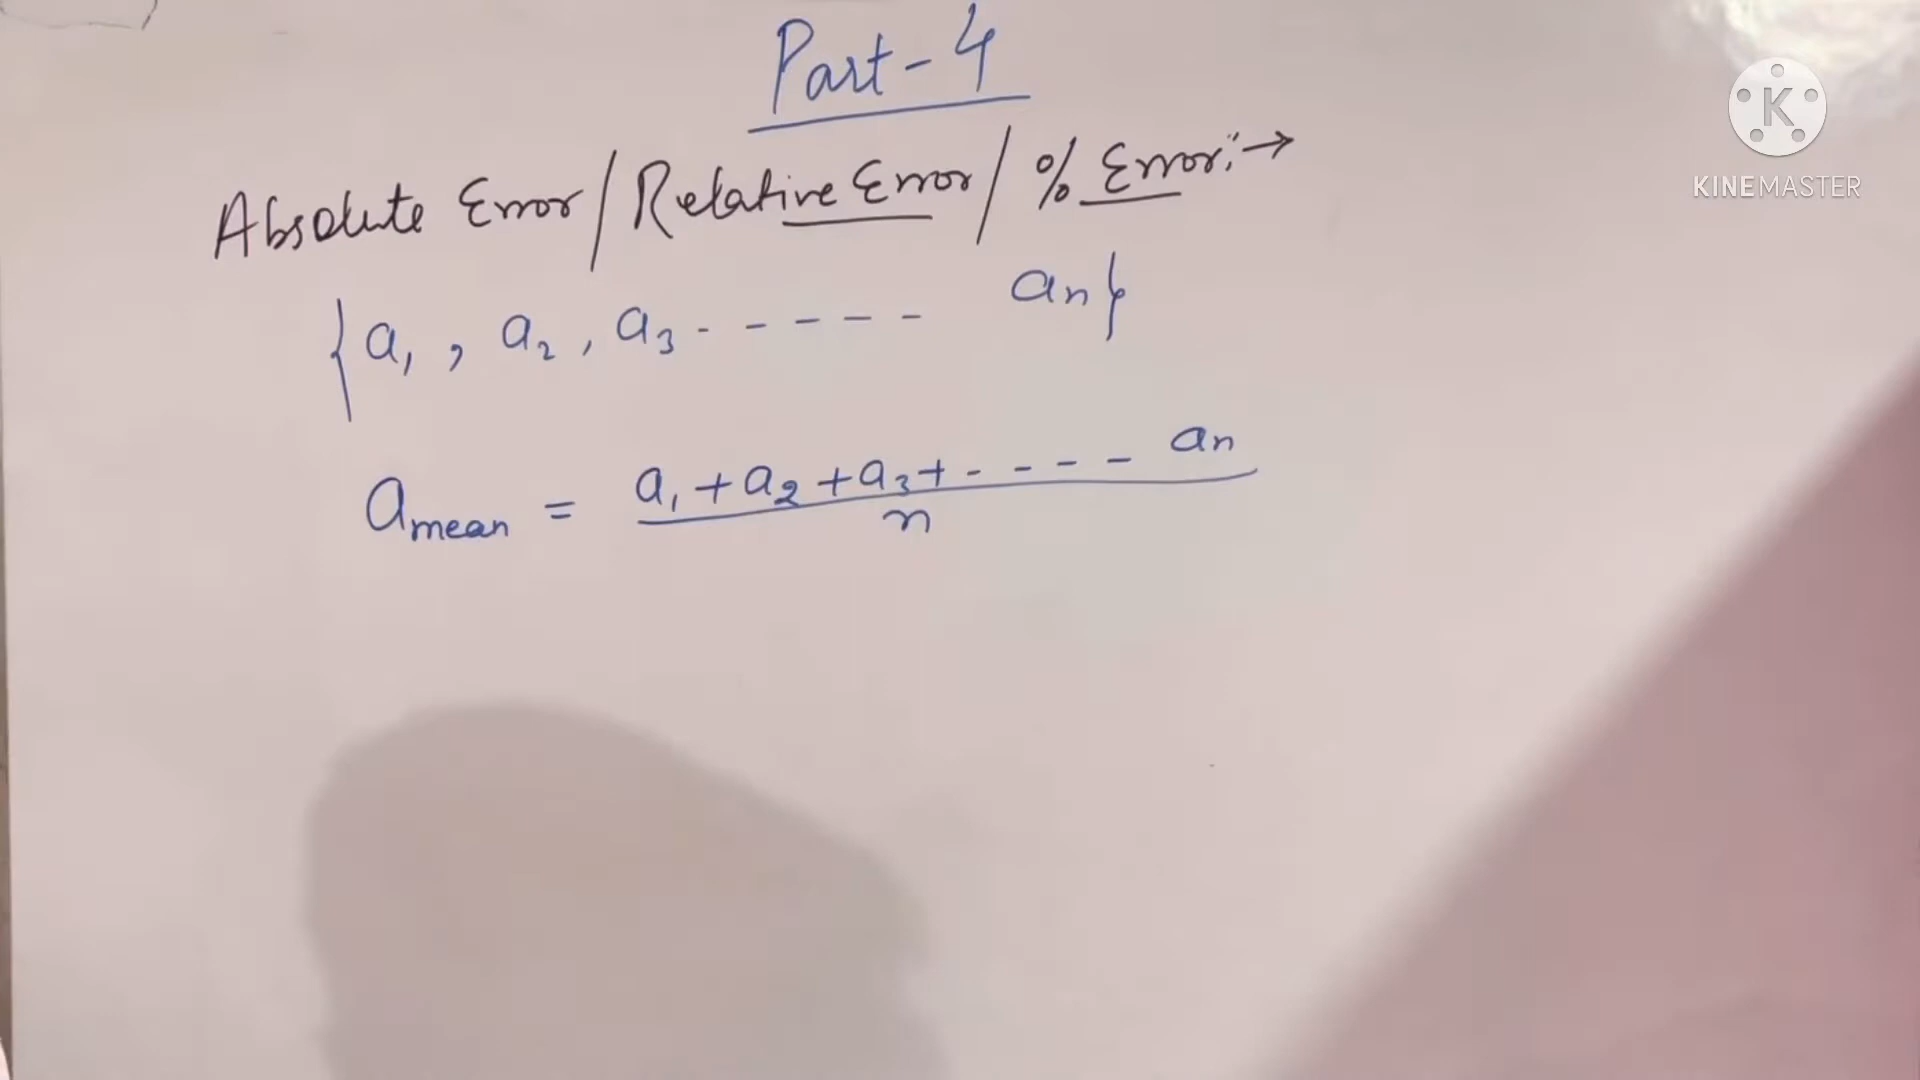 Part-4
KINEMASTER
Absolute Error/Relative Error/% Error:→
{a₁, a₂, a₃ - - - - - - an}
amean = a₁+a₂+a₃+ - - - - an
n